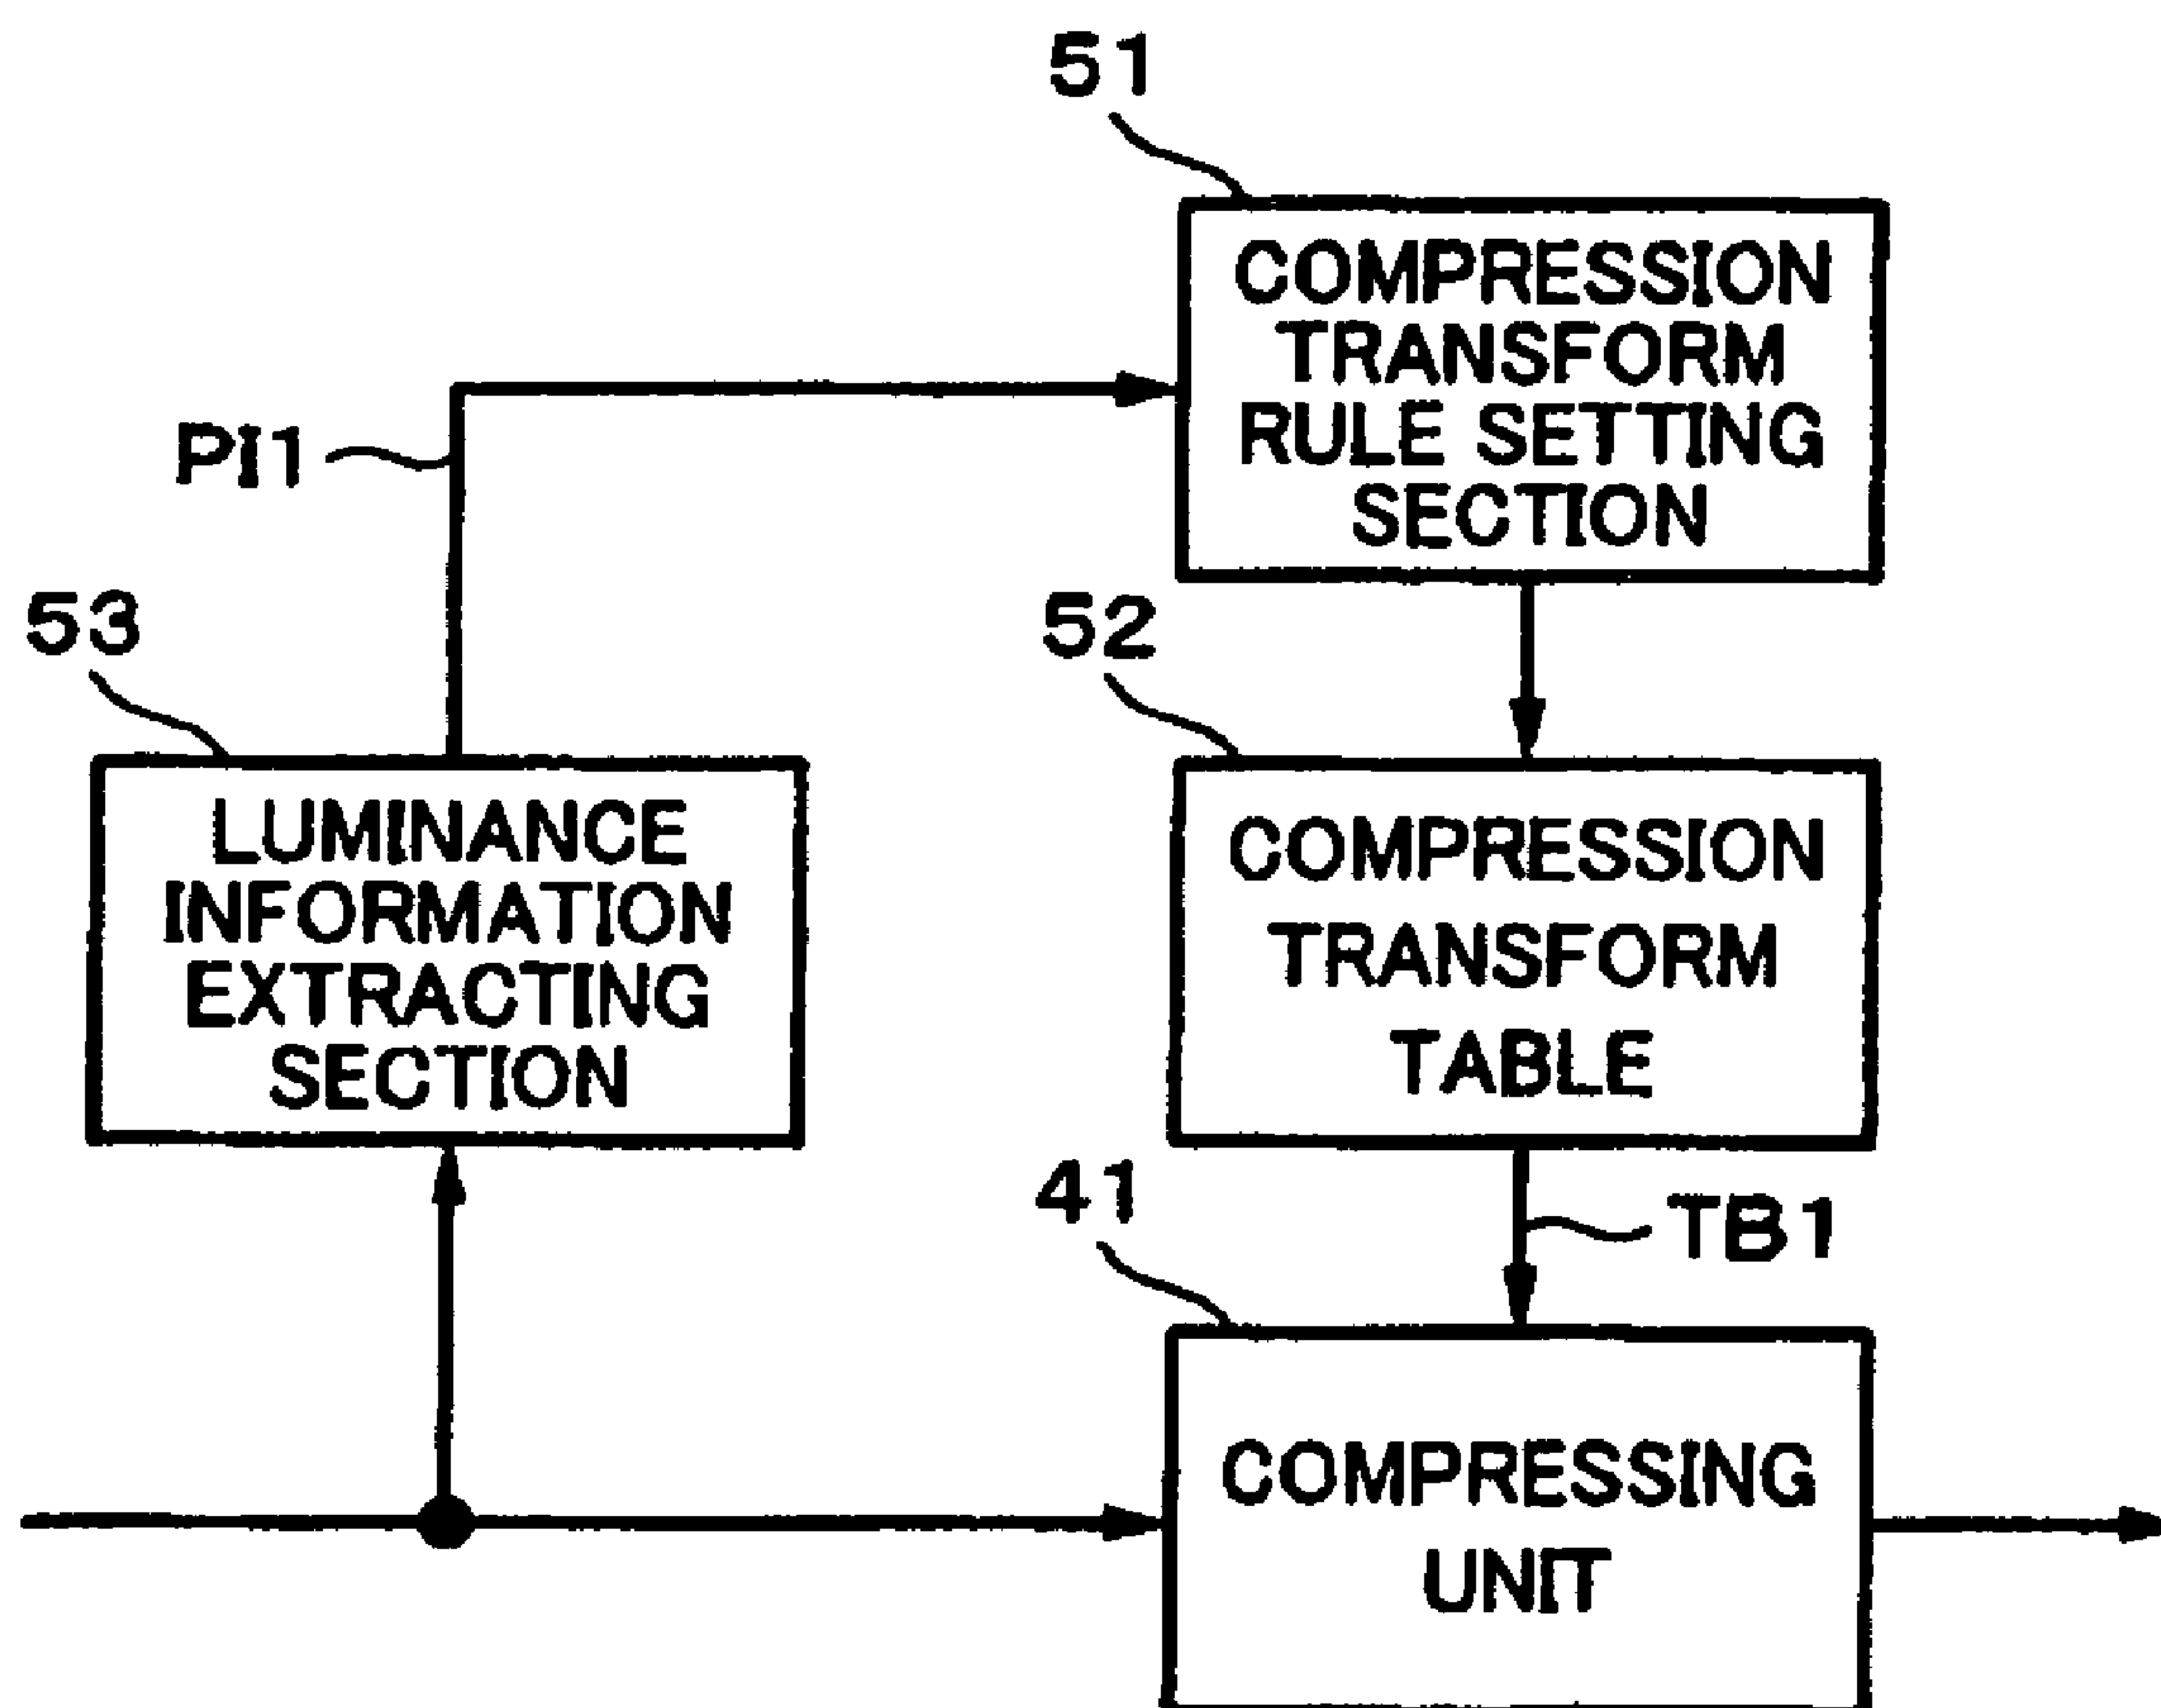 51
COMPRESSION
TRANSFORM
RULE SETTING
SECTION
PI1
53
52
LUMINANCE
INFORMATION
EXTRACTING
SECTION
COMPRESSION
TRANSFORM
TABLE
41
TB1
COMPRESSING
UNIT